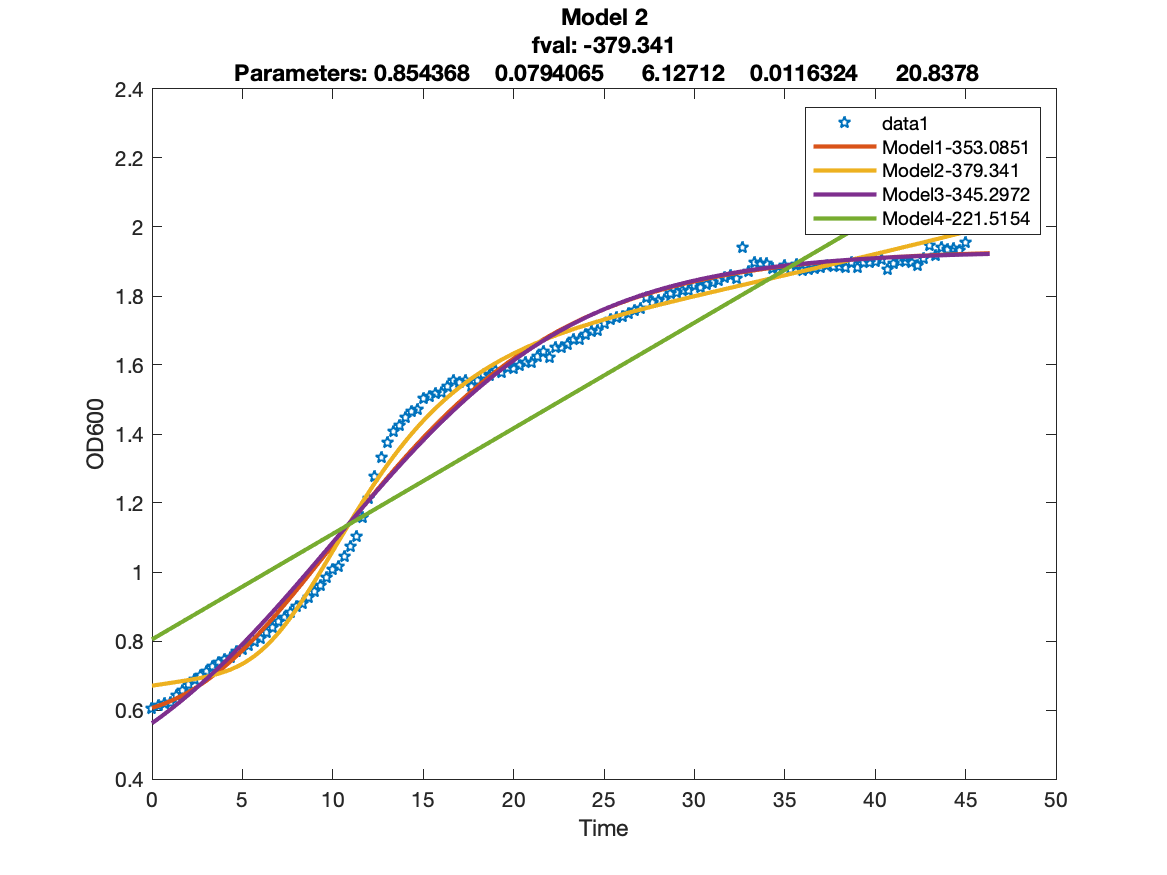 Model 2
fval: -379.341
Parameters: 0.854368 0.0794065 6.12712 0.0116324 20.8378
2.4
2.2
2
1.8
1.6
1.4
1.2
1
0.8
0.6
0.4
OD600
data1
Model1-353.0851
Model2-379.341
Model3-345.2972
Model4-221.5154
0 5 10 15 20 25 30 35 40 45 50
Time